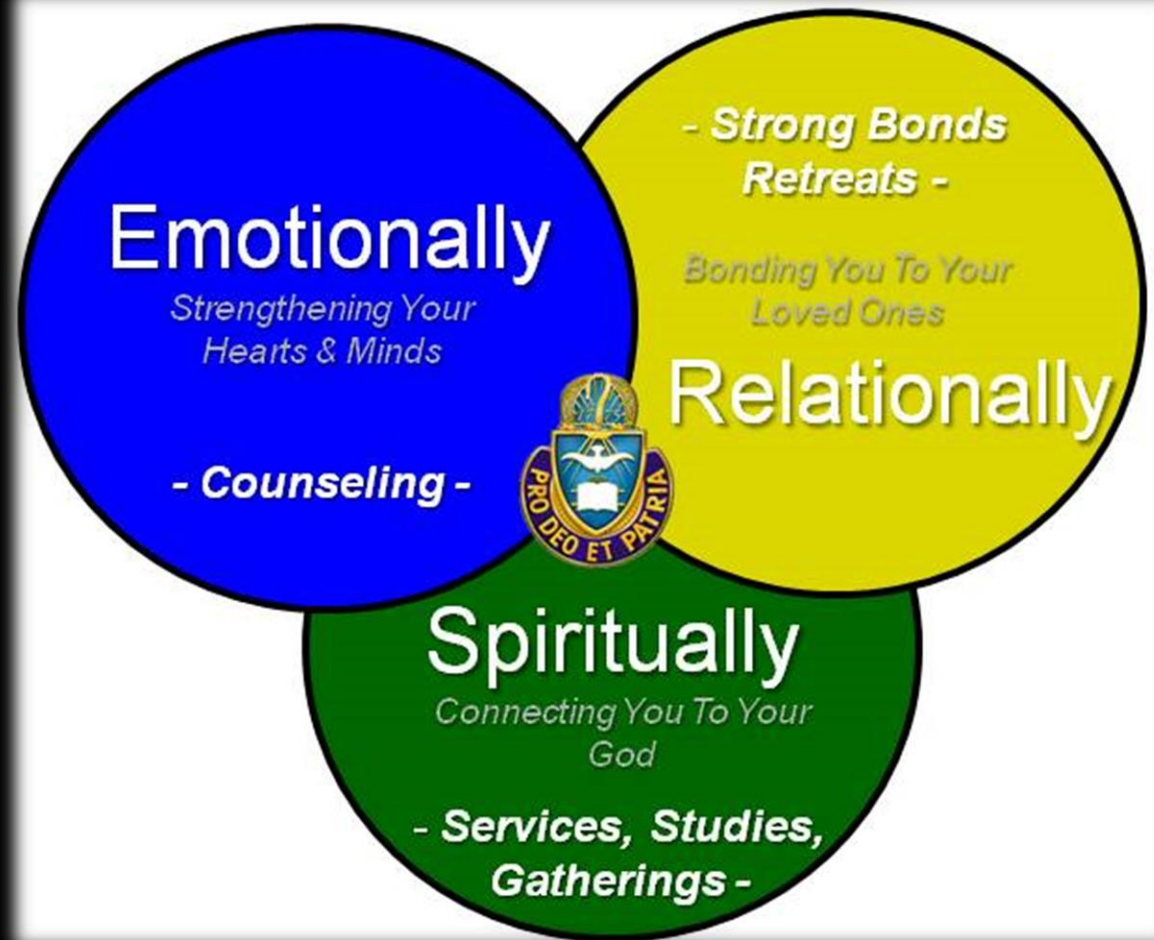 Emotionally
Strengthening Your
Hearts & Minds
- Counseling -
- Strong Bonds
Retreats -
Bonding You To Your
Loved Ones
Relationally
PRO DEO ET PATRIA
Spiritually
Connecting You To Your
God
- Services, Studies,
Gatherings -